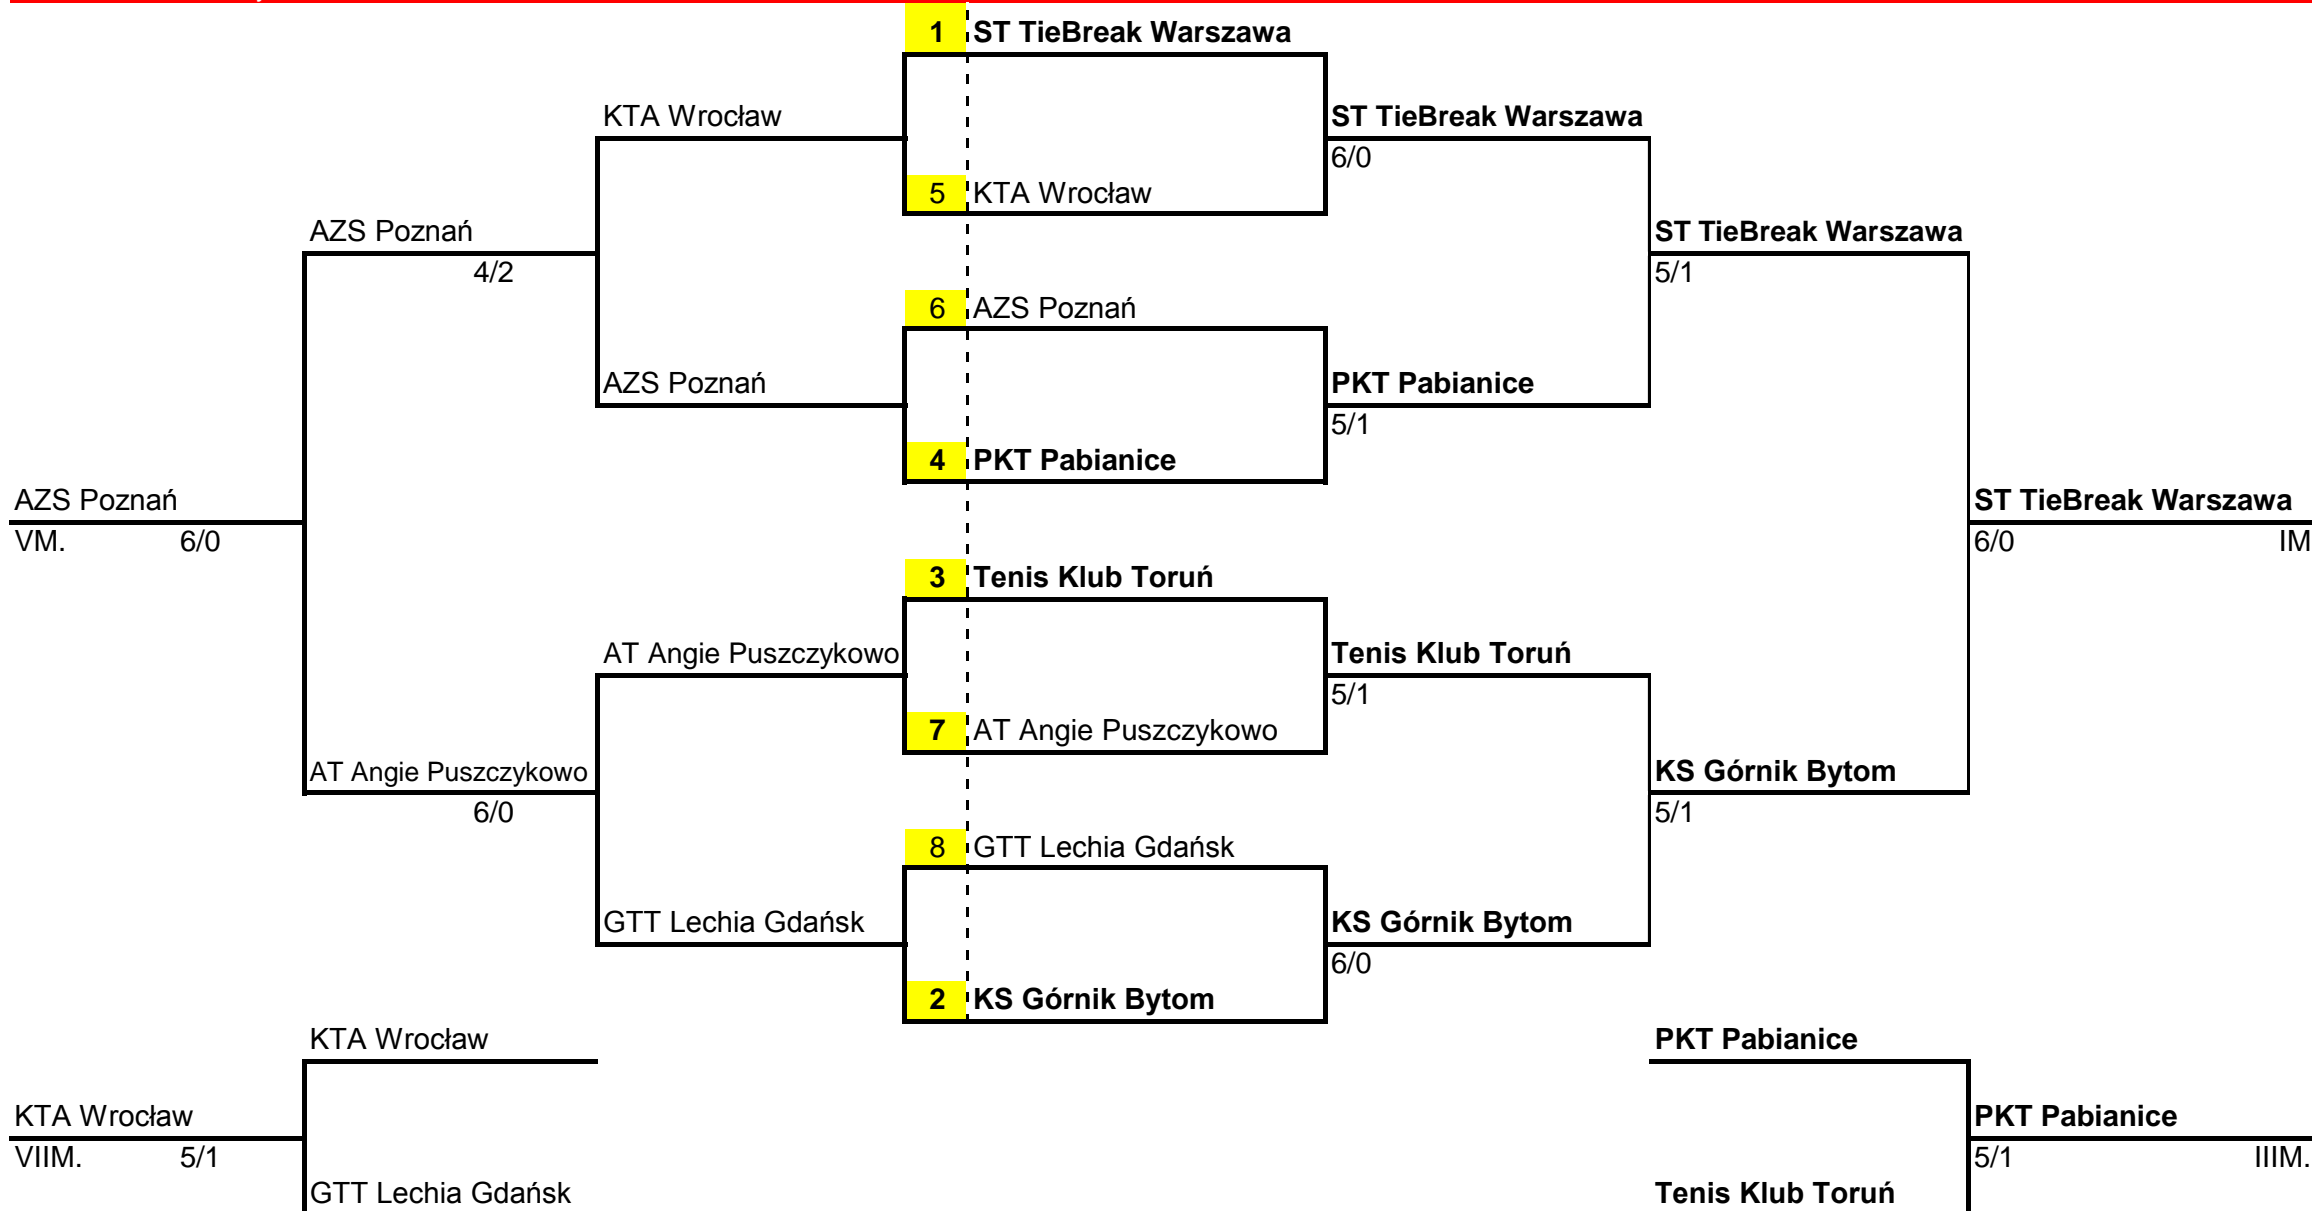 1 ST TieBreak Warszawa
KTA Wrocław ST TieBreak Warszawa
6/0
5 KTA Wrocław
AZS Poznań ST TieBreak Warszawa
4/2 5/1
6 AZS Poznań
AZS Poznań PKT Pabianice
5/1
4 PKT Pabianice
AZS Poznań ST TieBreak Warszawa
VM. 6/0 6/0 IM
3 Tenis Klub Toruń
AT Angie Puszczykowo Tenis Klub Toruń
5/1
7 AT Angie Puszczykowo
AT Angie Puszczykowo KS Górnik Bytom
6/0 5/1
8 GTT Lechia Gdańsk
GTT Lechia Gdańsk KS Górnik Bytom
6/0
2 KS Górnik Bytom
KTA Wrocław PKT Pabianice
KTA Wrocław PKT Pabianice
VIIM. 5/1 5/1 IIIM.
GTT Lechia Gdańsk Tenis Klub Toruń